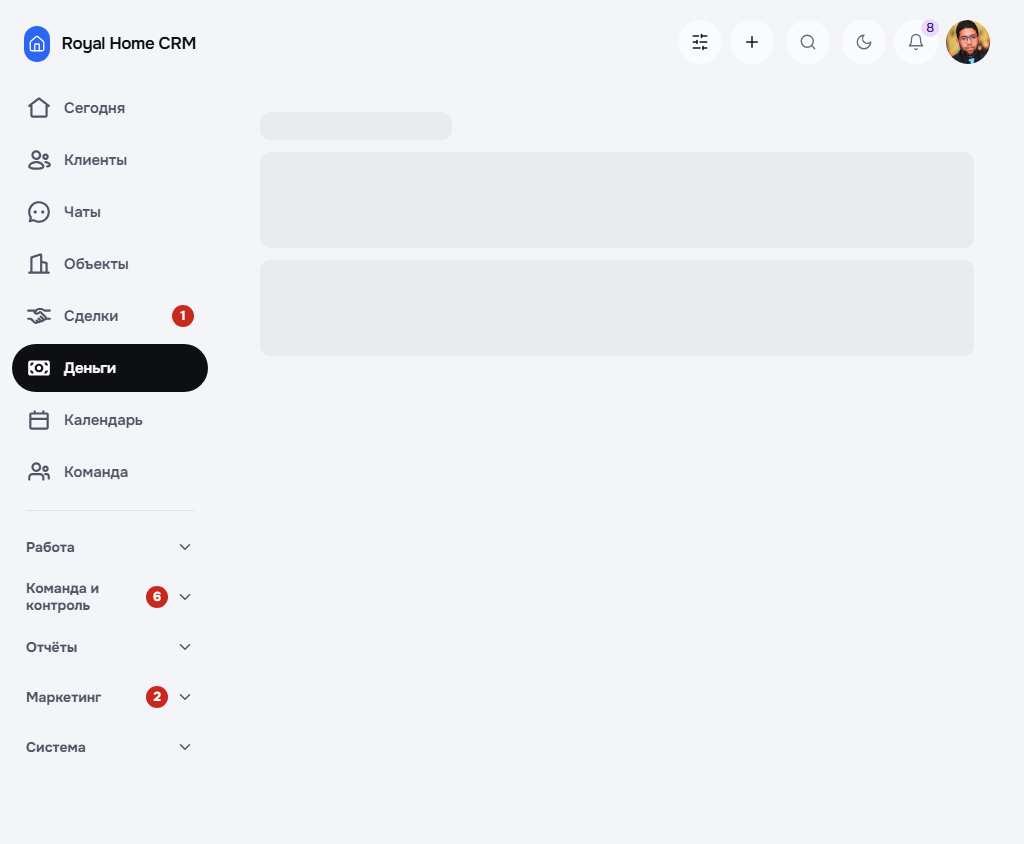 Royal Home CRM
8
Сегодня
Клиенты
Чаты
Объекты
Сделки 1
Деньги
Календарь
Команда
Работа
Команда и
контроль 6
Отчёты
Маркетинг 2
Система